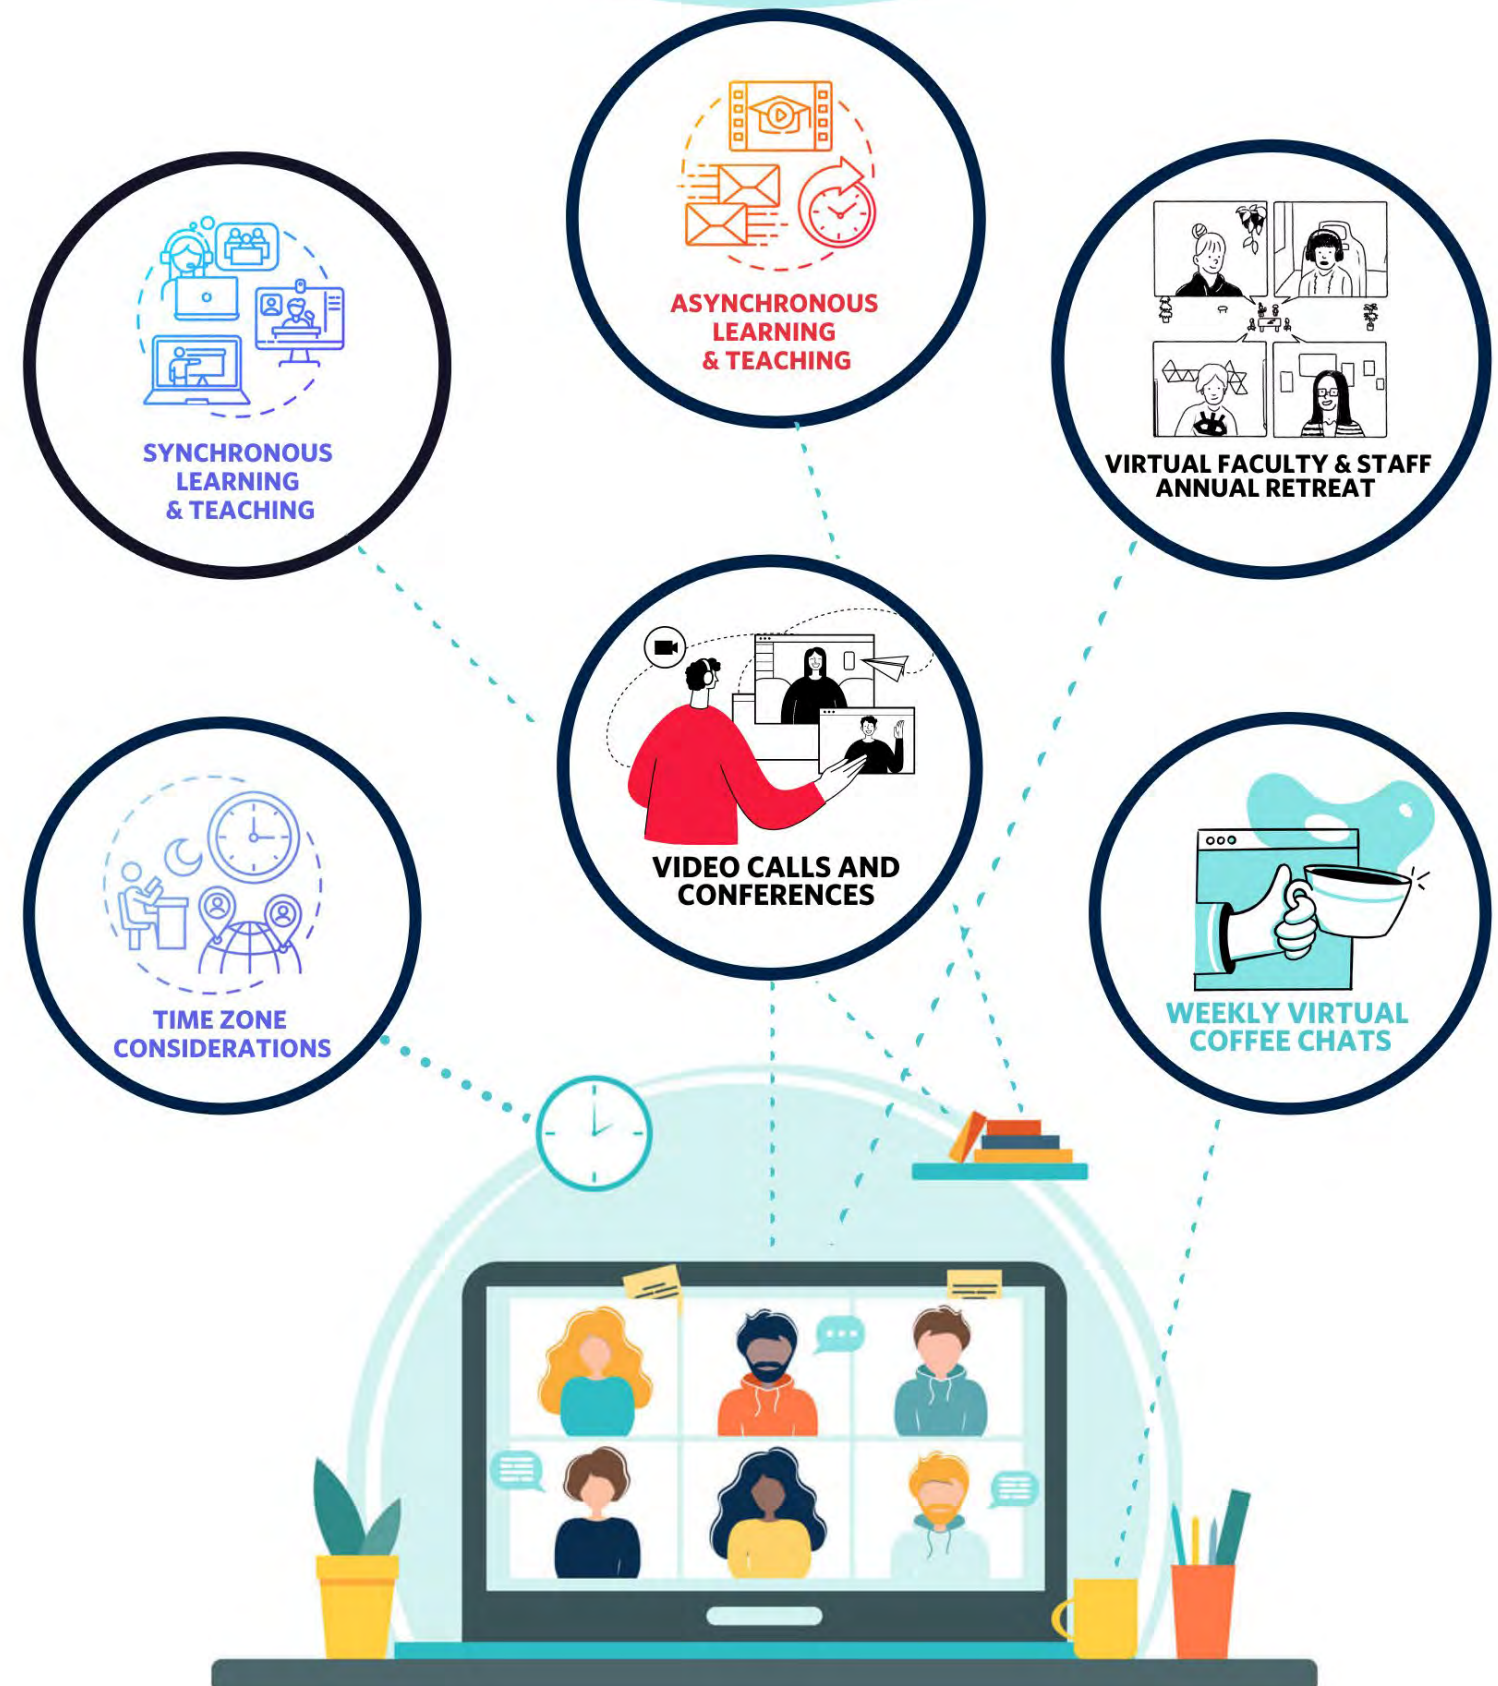 ASYNCHRONOUS
LEARNING
& TEACHING
SYNCHRONOUS
LEARNING
& TEACHING
VIRTUAL FACULTY & STAFF
ANNUAL RETREAT
VIDEO CALLS AND
CONFERENCES
TIME ZONE
CONSIDERATIONS
WEEKLY VIRTUAL
COFFEE CHATS